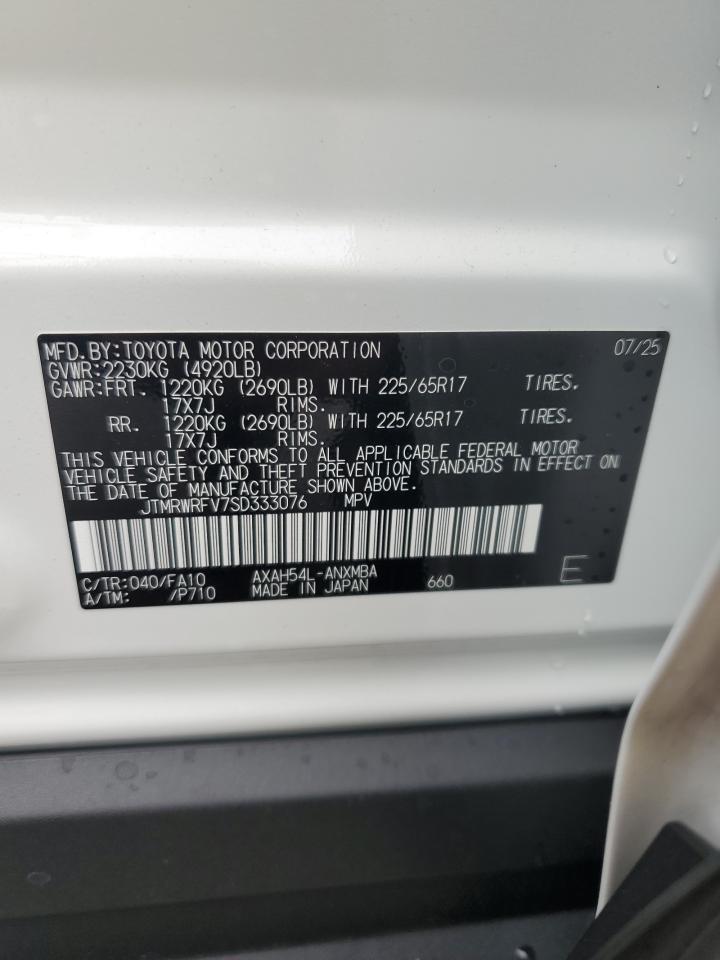 MFD.BY:TOYOTA MOTOR CORPORATION 07/25
GVWR:2230KG (4920LB)
GAWR:FRT. 1220KG (2690LB) WITH 225/65R17 TIRES.
17X7J RIMS.
RR. 1220KG (2690LB) WITH 225/65R17 TIRES.
17X7J RIMS.
THIS VEHICLE CONFORMS TO ALL APPLICABLE FEDERAL MOTOR
VEHICLE SAFETY AND THEFT PREVENTION STANDARDS IN EFFECT ON
THE DATE OF MANUFACTURE SHOWN ABOVE.
JTMRWRFV7SD333076 MPV
C/TR:040/FA10 AXAH54L-ANXMBA 660 E
A/TM: /P710 MADE IN JAPAN